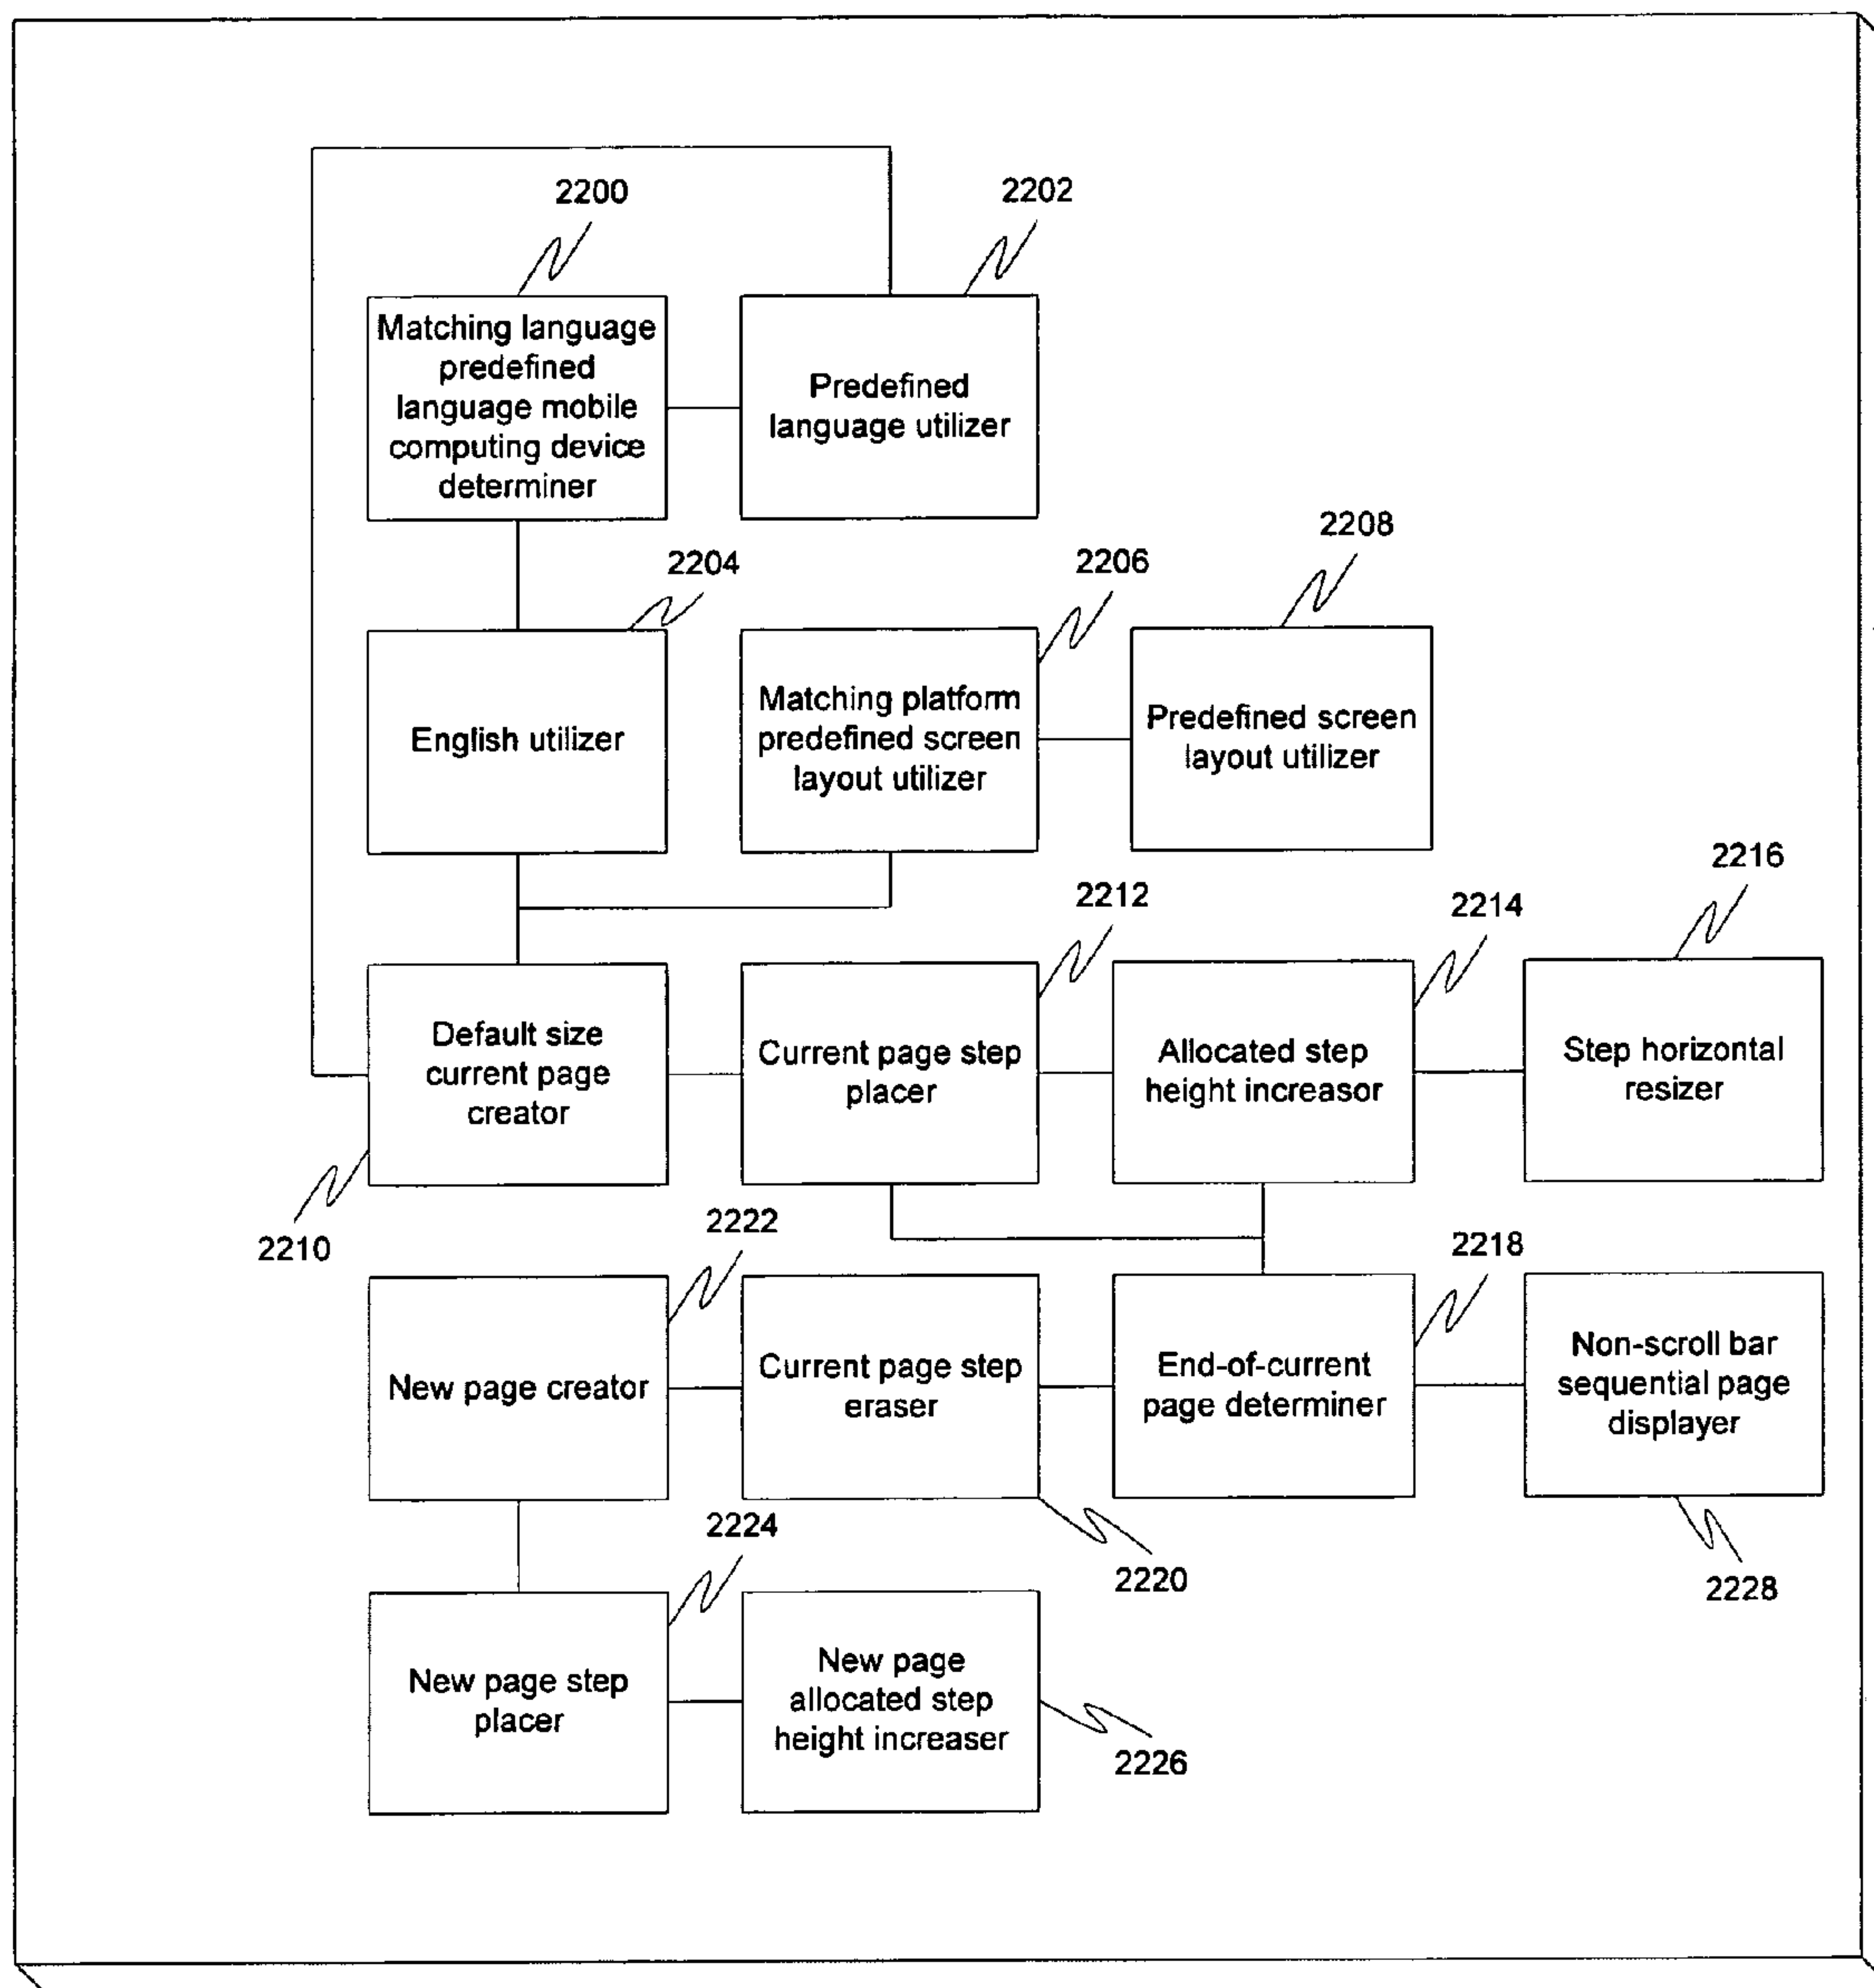 2200
2202
Matching language
predefined
language mobile
computing device
determiner
Predefined
language utilizer
2204
2206
2208
English utilizer
Matching platform
predefined screen
layout utilizer
Predefined screen
layout utilizer
2212
2214
2216
Default size
current page
creator
Current page step
placer
Allocated step
height increasor
Step horizontal
resizer
2210
2222
2218
New page creator
Current page step
eraser
End-of-current
page determiner
Non-scroll bar
sequential page
displayer
2224
2220
2228
New page step
placer
New page
allocated step
height increaser
2226